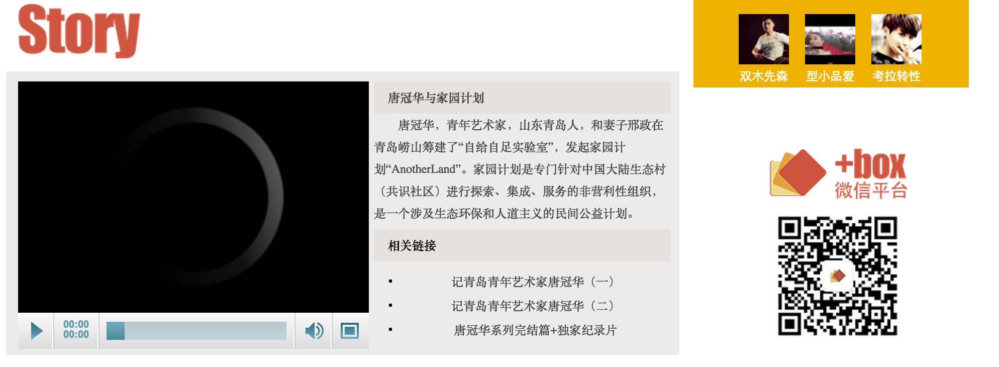 Story
唐冠华与家园计划
唐冠华，青年艺术家，山东青岛人，和妻子邢政在
青岛崂山筹建了“自给自足实验室”，发起家园计
划“AnotherLand”。家园计划是专门针对中国大陆生态村
（共识社区）进行探索、集成、服务的非营利性组织，
是一个涉及生态环保和人道主义的民间公益计划。
相关链接
记青岛青年艺术家唐冠华（一）
记青岛青年艺术家唐冠华（二）
唐冠华系列完结篇+独家纪录片
00:00
00:00
双木先森
型小品爱
考拉转性
+box
微信平台